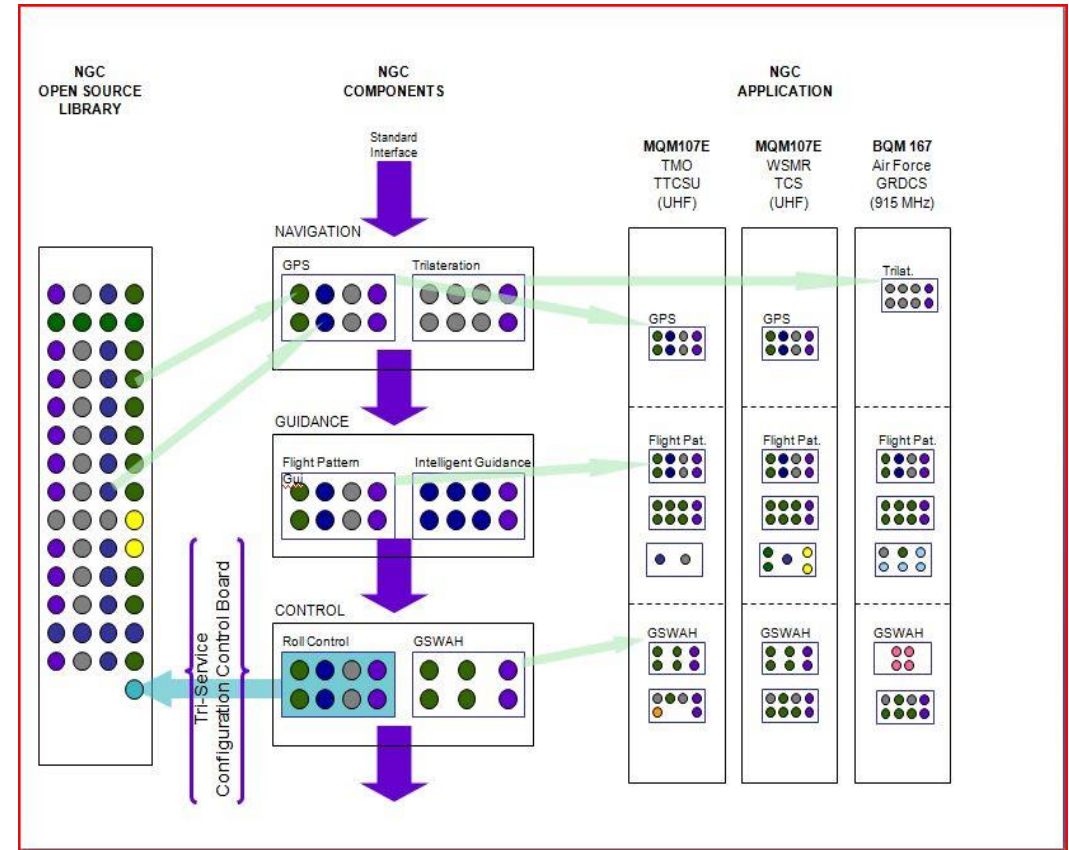 NGC
OPEN SOURCE
LIBRARY
NGC
COMPONENTS
NGC
APPLICATION
Standard
Interface
MQM107E
TMO
TTCSU
(UHF)
MQM107E
WSMR
TCS
(UHF)
BQM 167
Air Force
GRDCS
(915 MHz)
NAVIGATION
GPS
Trilateration
Trilat.
GPS
GPS
GUIDANCE
Flight Pattern
Gui
Intelligent Guidance
Flight Pat.
Flight Pat.
Flight Pat.
Tri-Service
Configuration Control Board
CONTROL
Roll Control
GSWAH
GSWAH
GSWAH
GSWAH